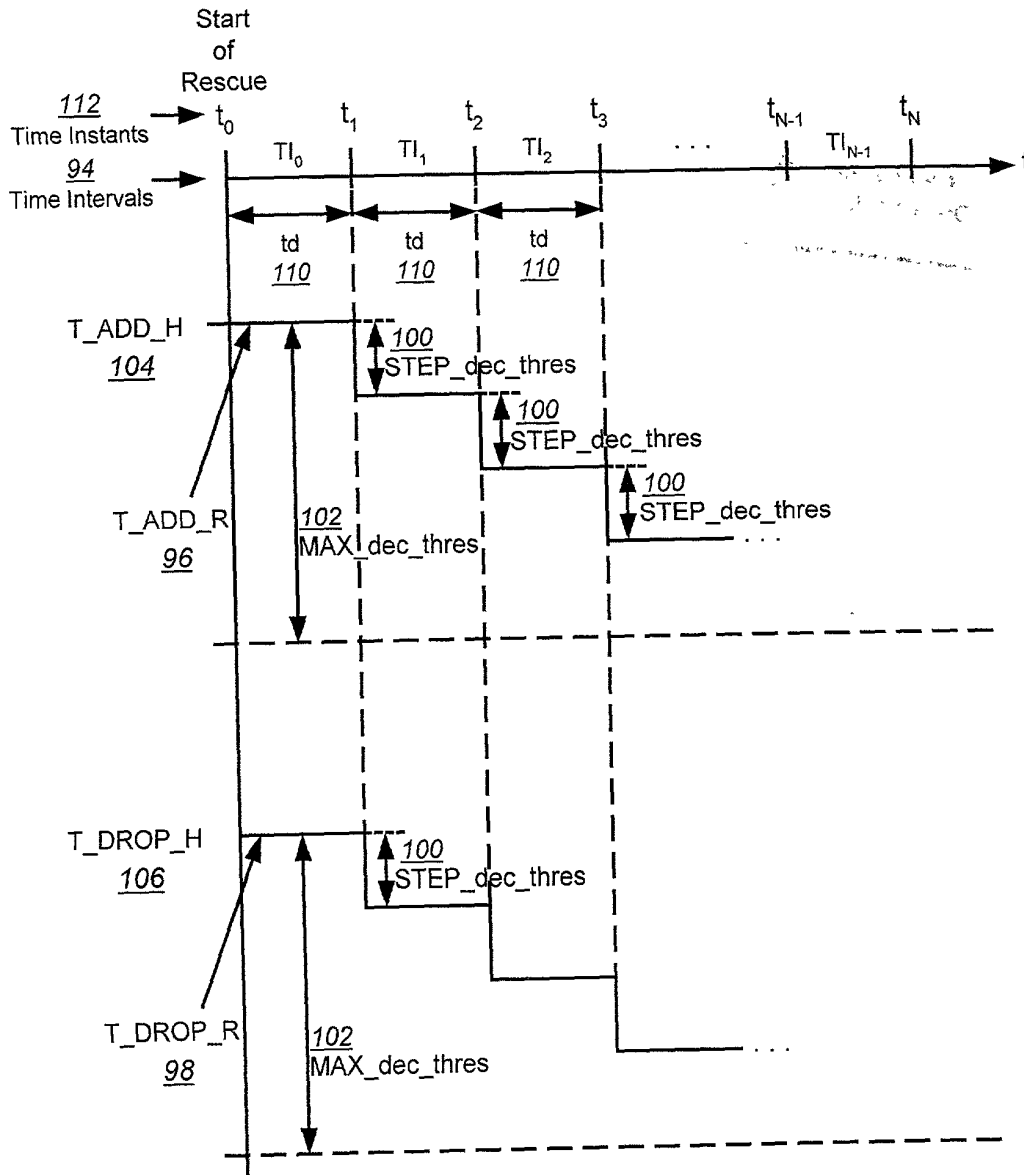 Start
of
Rescue
112
Time Instants
t0 t1 t2 t3 tN-1 tN
94
Time Intervals
TI0 TI1 TI2 . . . TIN-1 t
td td td
110 110 110
T_ADD_H
104
100
STEP_dec_thres
100
STEP_dec_thres
100
STEP_dec_thres
T_ADD_R
96
102
MAX_dec_thres
. . .
T_DROP_H
106
100
STEP_dec_thres
T_DROP_R
98
102
MAX_dec_thres
. . .